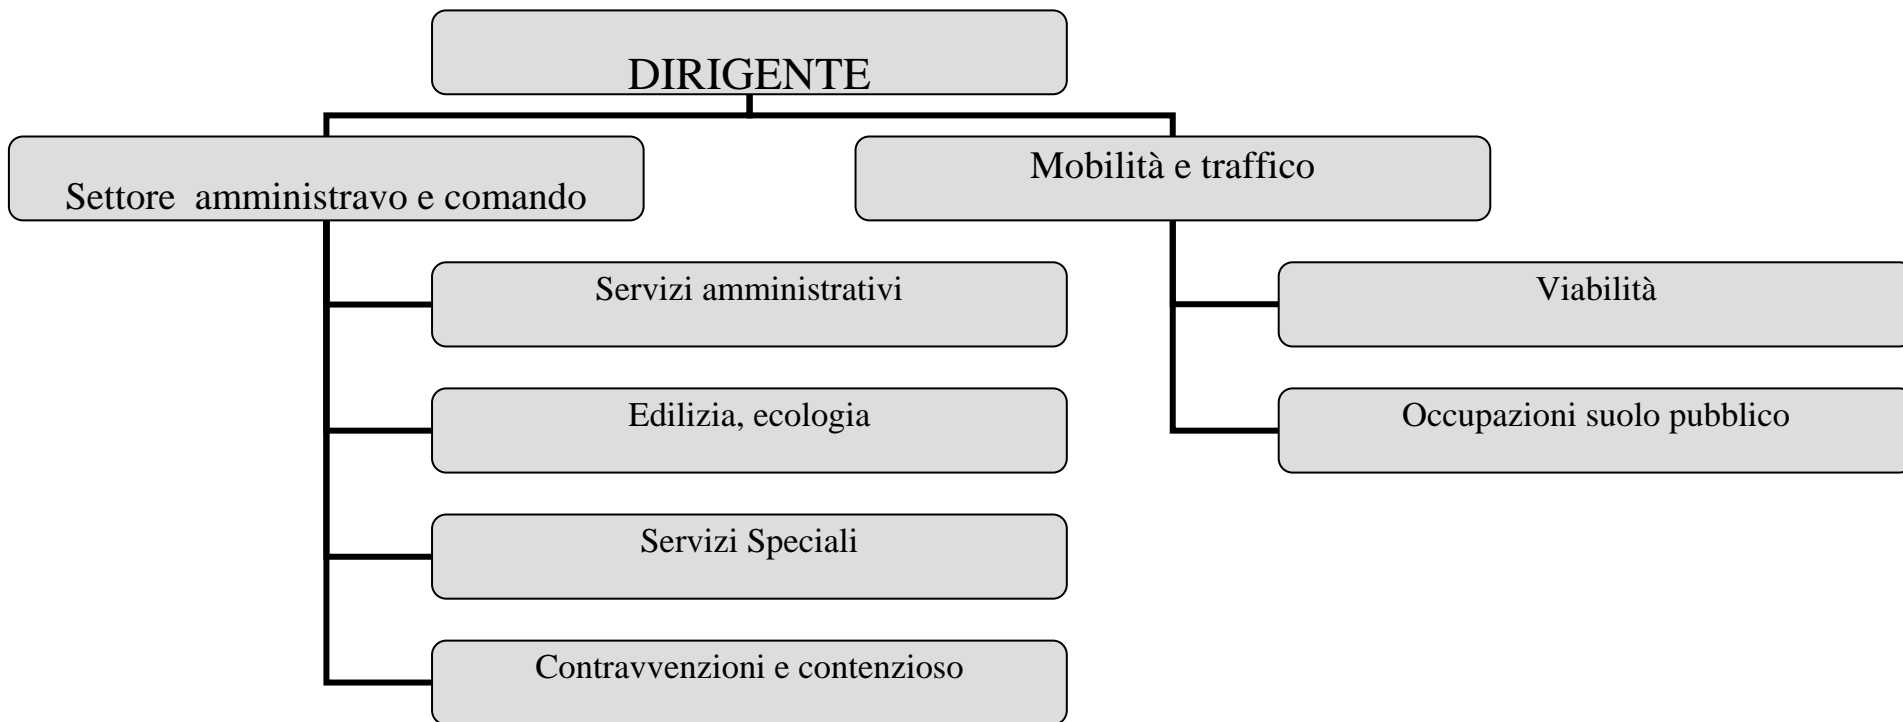 DIRIGENTE
Settore  amministravo e comando
Mobilità e traffico
Servizi amministrativi
Viabilità
Edilizia, ecologia
Occupazioni suolo pubblico
Servizi Speciali
Contravvenzioni e contenzioso